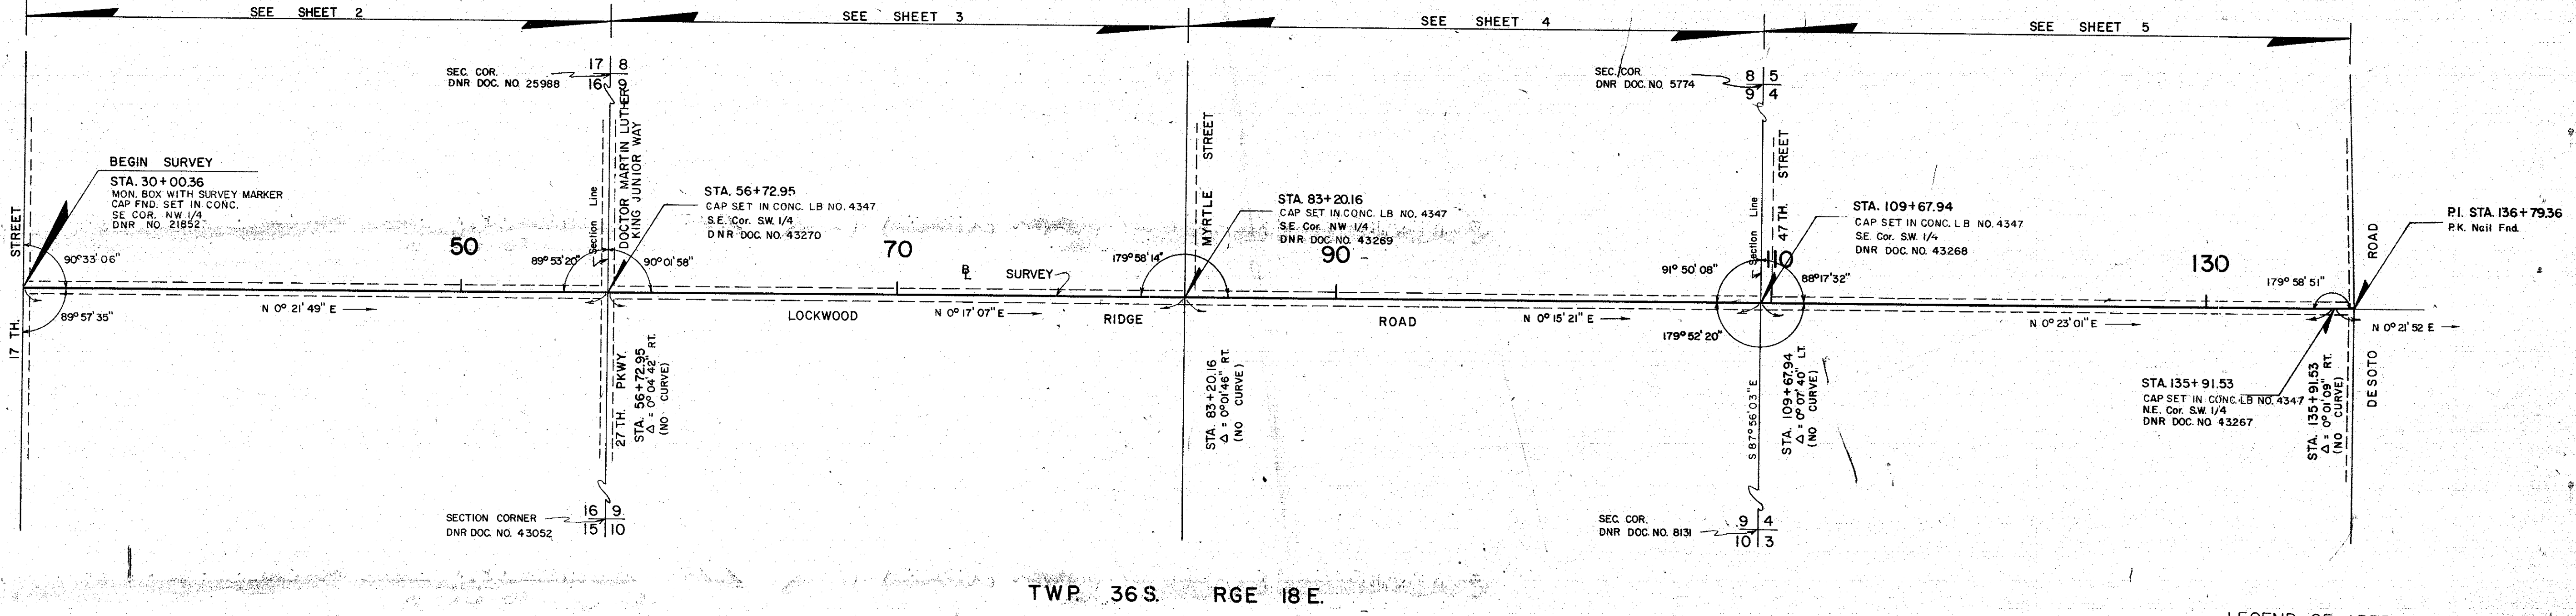 SEE SHEET 2
SEE SHEET 3
SEE SHEET 4
SEE SHEET 5
SEC. COR.
DNR DOC. NO. 25988
17 8
16 9
SEC. COR.
DNR DOC. NO. 5774
8 5
9 4
BEGIN SURVEY
STA. 30+00.36
MON. BOX WITH SURVEY MARKER
CAP FND. SET IN CONC.
SE COR. NW 1/4
DNR NO. 21852
17 TH. STREET
90°33'06"
89°57'35"
N 0° 21' 49" E
50
Section Line
DOCTOR MARTIN LUTHER
KING JUNIOR WAY
89°53'20"
90°01'58"
STA. 56+72.95
CAP SET IN CONC. LB NO. 4347
S.E. Cor. SW. 1/4
DNR DOC. NO. 43270
27 TH. PKWY.
STA. 56+72.95
Δ = 0°04'42" RT.
(NO CURVE)
70
℄ SURVEY
LOCKWOOD RIDGE ROAD
N 0° 17' 07" E
MYRTLE STREET
179°58'14"
STA. 83+20.16
CAP SET IN CONC. LB NO. 4347
S.E. Cor. NW 1/4
DNR DOC. NO. 43269
STA. 83+20.16
Δ = 0°01'46" RT.
(NO CURVE)
90
N 0° 15' 21" E
Section Line
47 TH. STREET
91° 50' 08"
88°17'32"
179° 52' 20"
110
STA. 109+67.94
CAP SET IN CONC. LB NO. 4347
SE. Cor. S.W. 1/4
DNR DOC. NO. 43268
S 87° 56' 03" E
STA. 109+67.94
Δ = 0° 07' 40" LT.
(NO CURVE)
N 0° 23' 01" E
130
179° 58' 51"
P.I. STA. 136+79.36
P.K. Nail Fnd.
N 0° 21' 52 E
DESOTO ROAD
STA. 135+91.53
CAP SET IN CONC. LB NO. 4347
N.E. Cor. S.W. 1/4
DNR DOC. NO. 43267
STA. 135+91.53
Δ = 0°01'09" RT.
(NO CURVE)
SECTION CORNER
DNR DOC. NO. 43052
16 9
15 10
SEC. COR.
DNR DOC. NO. 8131
9 4
10 3
TWP. 36 S. RGE 18 E.